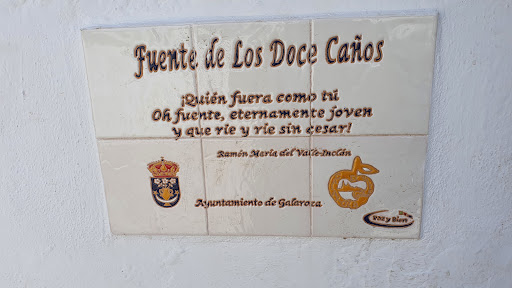 Fuente de Los Doce Caños
¡Quién fuera como tú
Oh fuente, eternamente joven
y que ríe y ríe sin cesar!
Ramón María del Valle-Inclán
Ayuntamiento de Galaroza